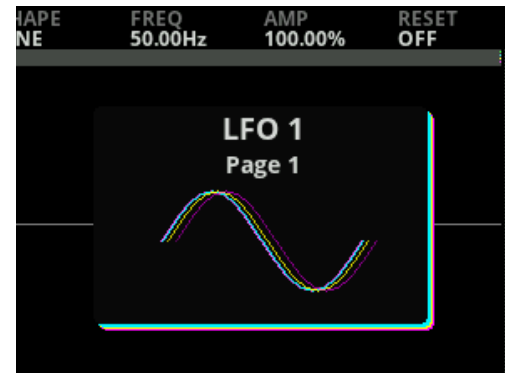 HAPE FREQ AMP RESET
NE 50.00Hz 100.00% OFF
LFO 1
Page 1